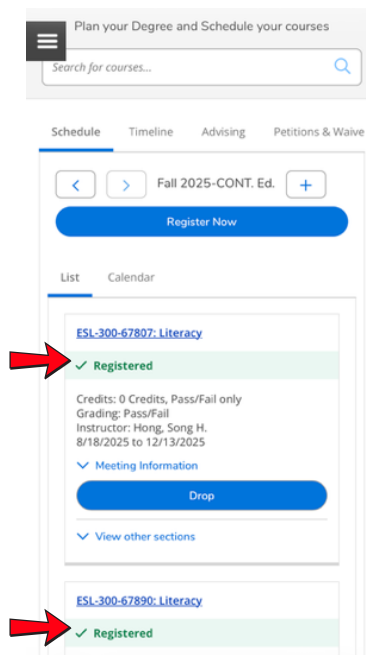 Plan your Degree and Schedule your courses
Search for courses...
Schedule Timeline Advising Petitions & Waive
Fall 2025-CONT. Ed.
Register Now
List Calendar
ESL-300-67807: Literacy
Registered
Credits: 0 Credits, Pass/Fail only
Grading: Pass/Fail
Instructor: Hong, Song H.
8/18/2025 to 12/13/2025
Meeting Information
Drop
View other sections
ESL-300-67890: Literacy
Registered